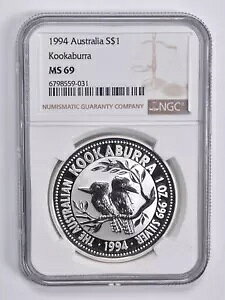 1994 Australia S$1
Kookaburra
MS 69
6798559-031
NUMISMATIC GUARANTY COMPANY
NGC
THE AUSTRALIAN KOOKABURRA 1 OZ 999 SILVER
· 1994 ·